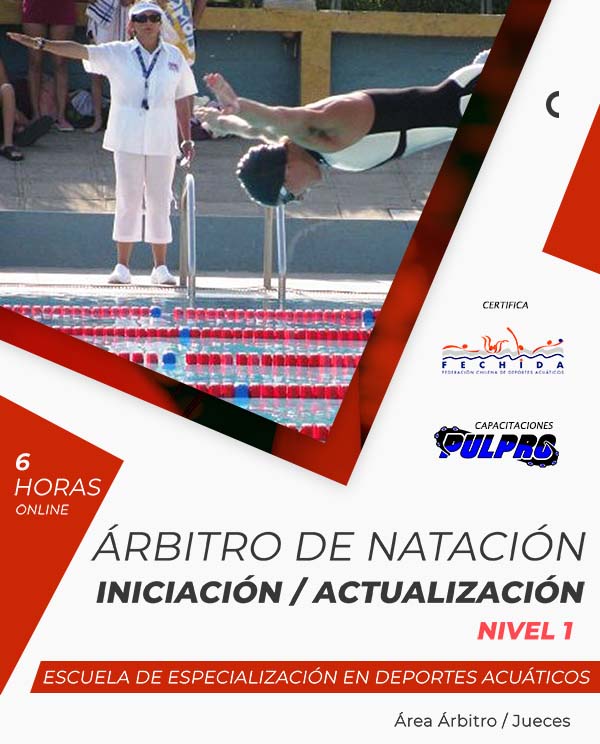 CERTIFICA
FECHIDA
FEDERACIÓN CHILENA DE DEPORTES ACUÁTICOS
CAPACITACIONES
PULPRO
6
HORAS
ONLINE
ÁRBITRO DE NATACIÓN
INICIACIÓN / ACTUALIZACIÓN
NIVEL 1
ESCUELA DE ESPECIALIZACIÓN EN DEPORTES ACUÁTICOS
Área Árbitro / Jueces